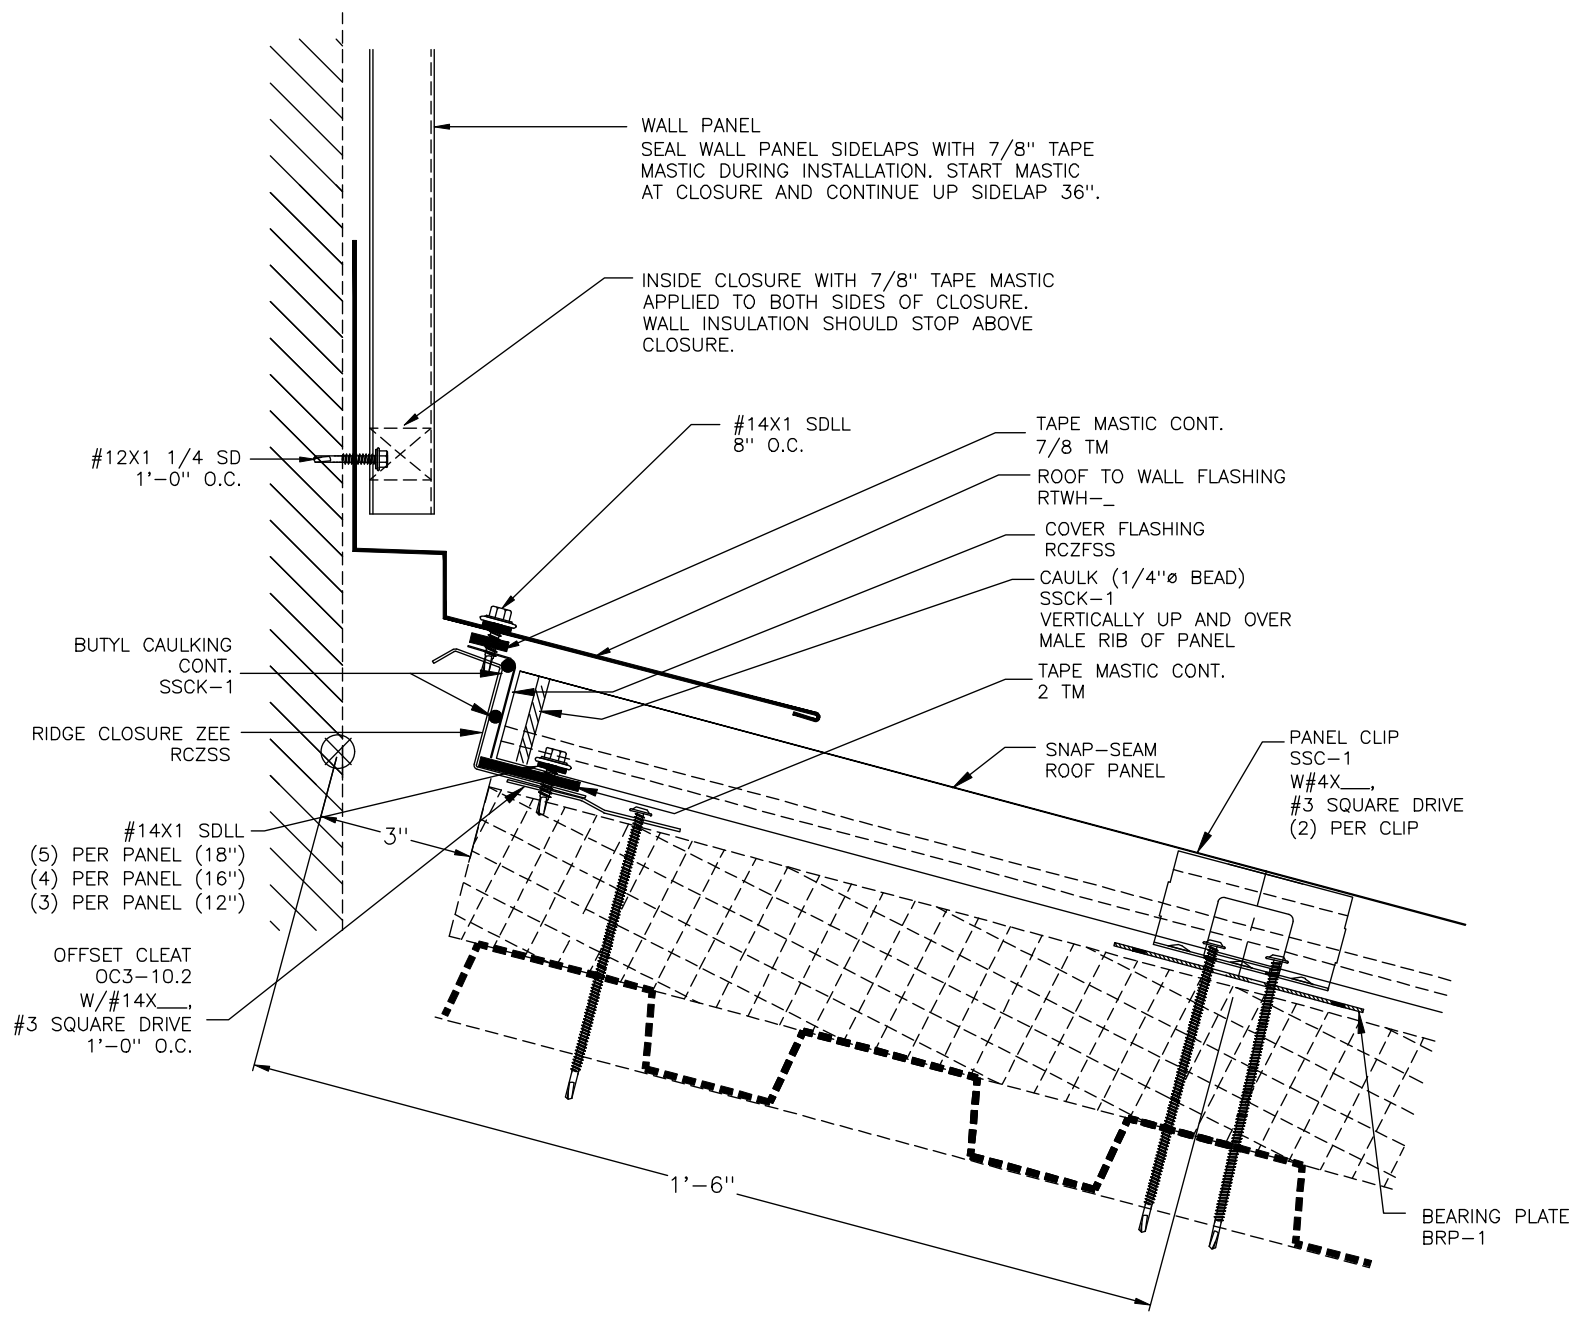 WALL PANEL
SEAL WALL PANEL SIDELAPS WITH 7/8" TAPE
MASTIC DURING INSTALLATION. START MASTIC
AT CLOSURE AND CONTINUE UP SIDELAP 36".
INSIDE CLOSURE WITH 7/8" TAPE MASTIC
APPLIED TO BOTH SIDES OF CLOSURE.
WALL INSULATION SHOULD STOP ABOVE
CLOSURE.
#12X1 1/4 SD
1'-0" O.C.
#14X1 SDLL
8" O.C.
TAPE MASTIC CONT.
7/8 TM
ROOF TO WALL FLASHING
RTWH-_
COVER FLASHING
RCZFSS
CAULK (1/4"ø BEAD)
SSCK-1
VERTICALLY UP AND OVER
MALE RIB OF PANEL
TAPE MASTIC CONT.
2 TM
BUTYL CAULKING
CONT.
SSCK-1
RIDGE CLOSURE ZEE
RCZSS
SNAP-SEAM
ROOF PANEL
PANEL CLIP
SSC-1
W#4X___,
#3 SQUARE DRIVE
(2) PER CLIP
#14X1 SDLL
(5) PER PANEL (18")
(4) PER PANEL (16")
(3) PER PANEL (12")
3"
OFFSET CLEAT
OC3-10.2
W/#14X___,
#3 SQUARE DRIVE
1'-0" O.C.
1'-6"
BEARING PLATE
BRP-1